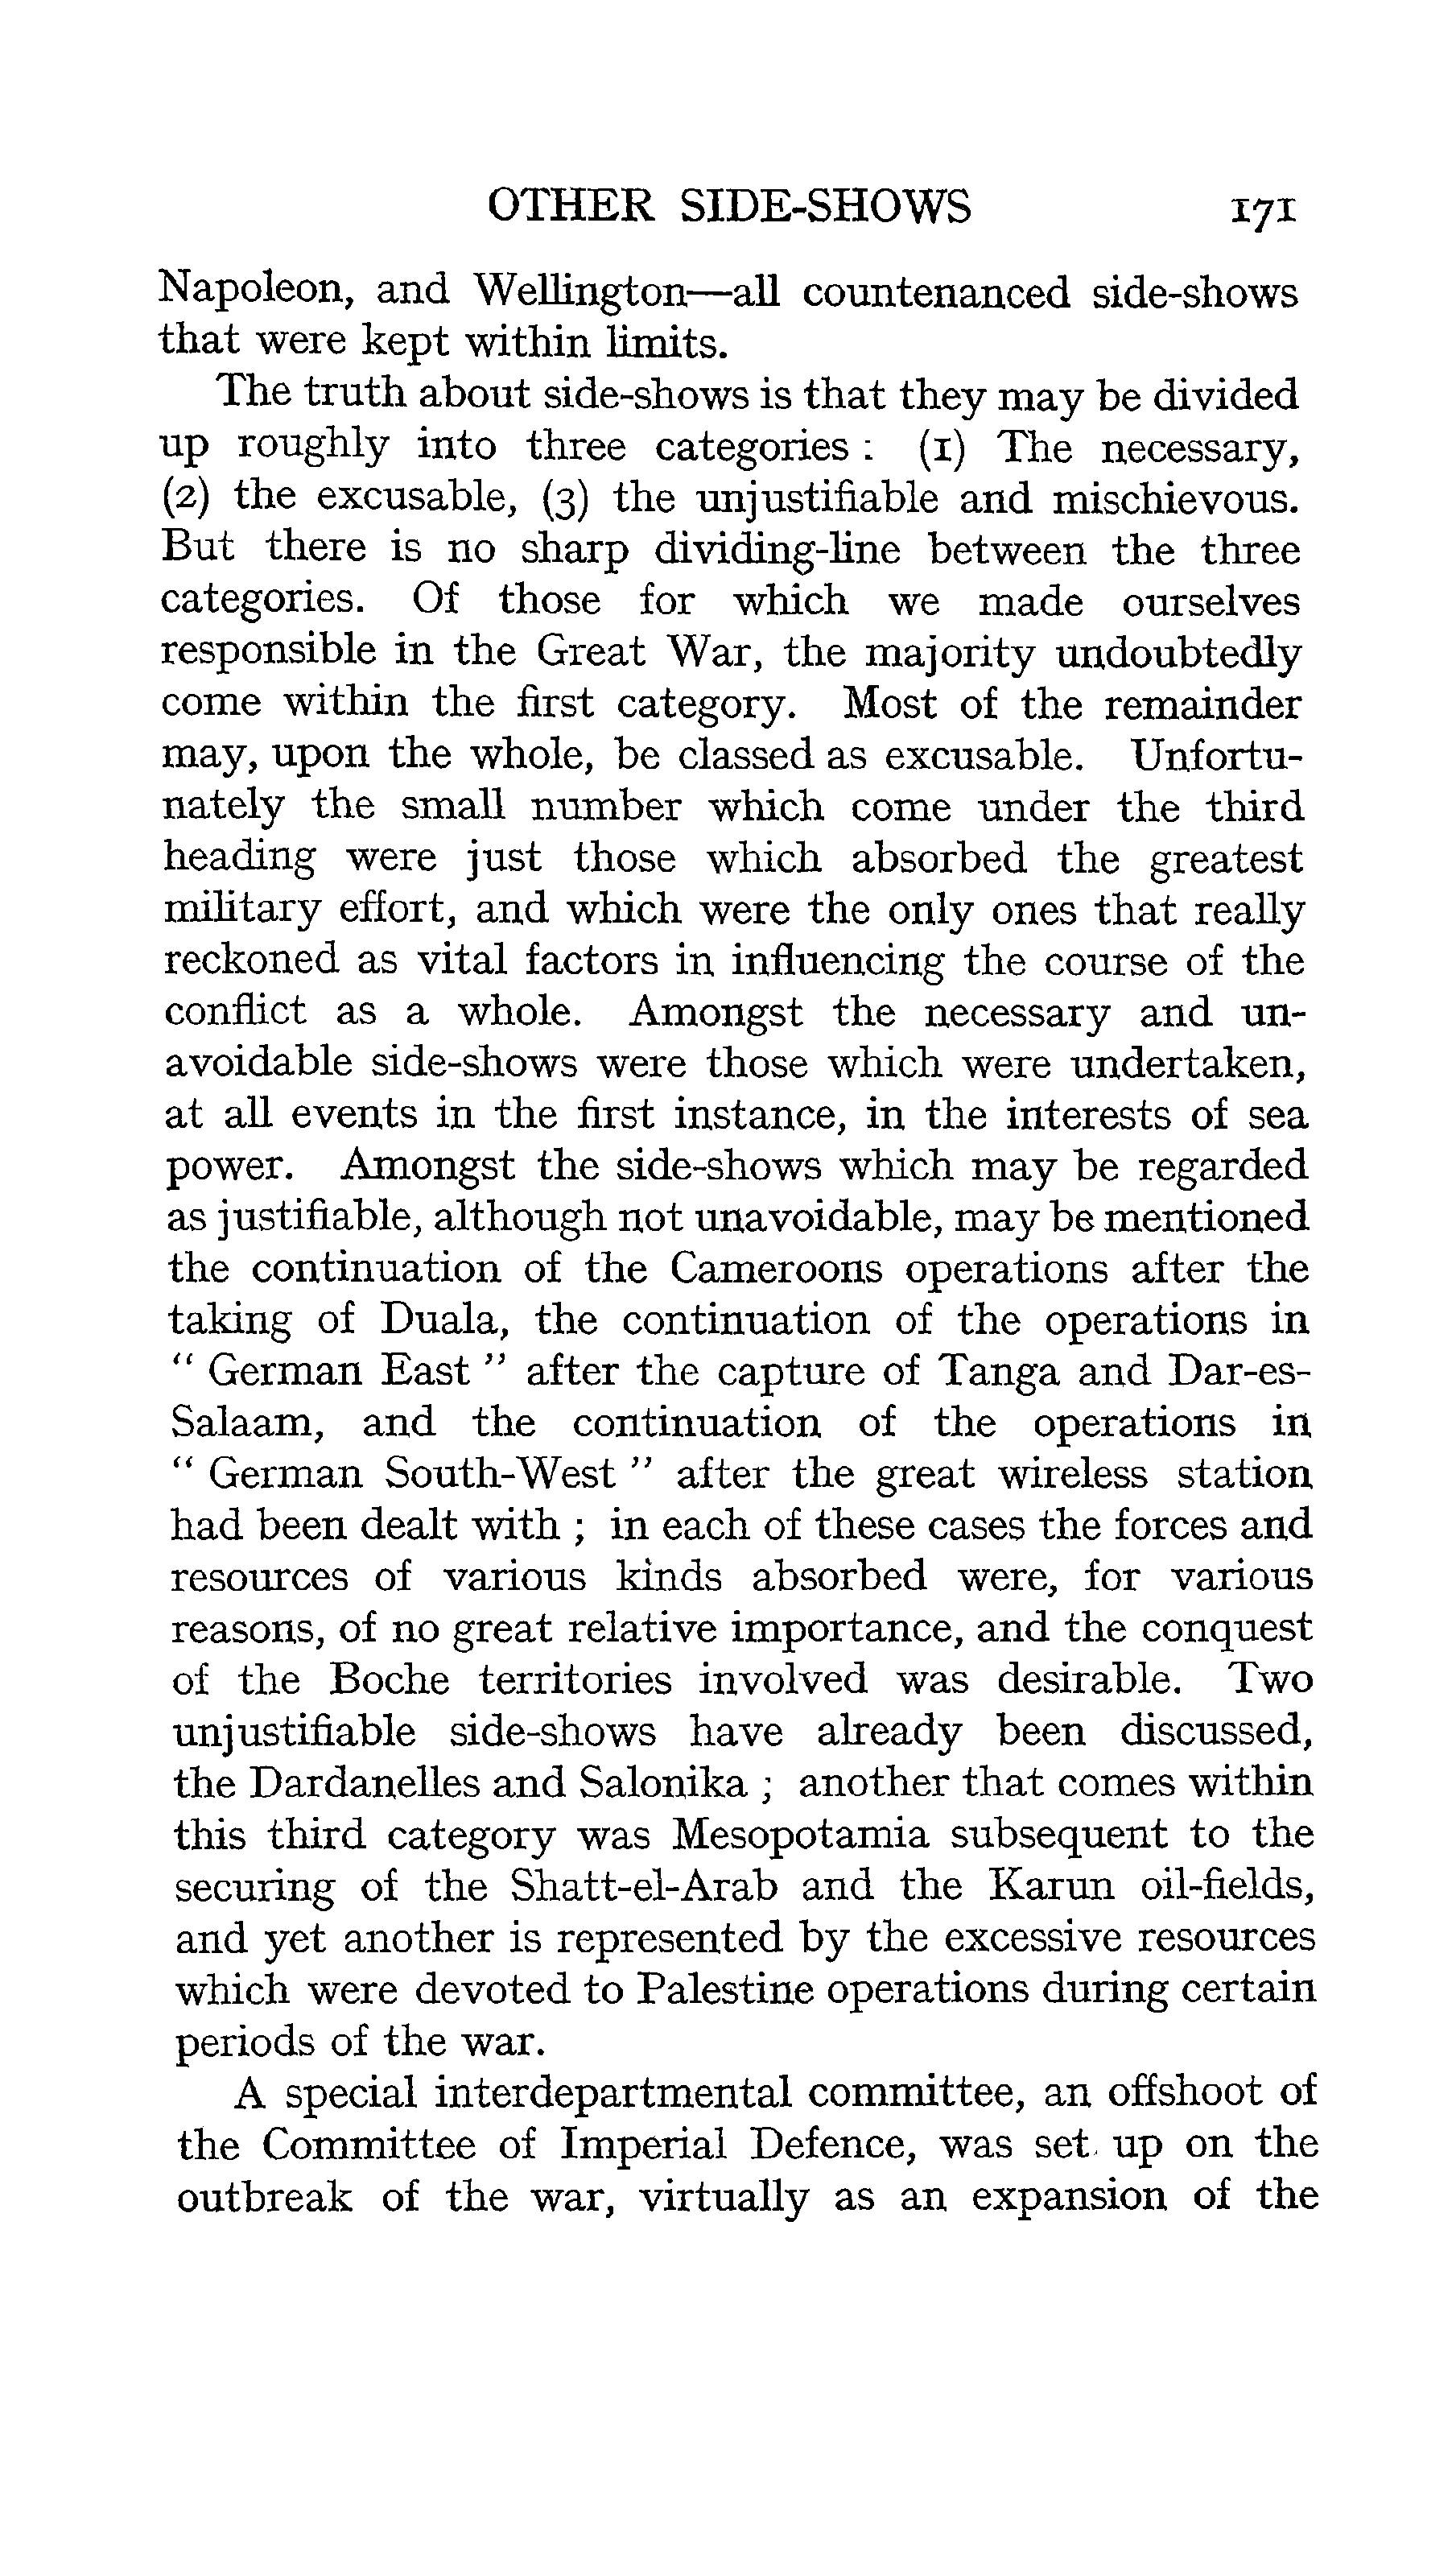 OTHER SIDE-SHOWS 171
Napoleon, and Wellington—all countenanced side-shows
that were kept within limits.
The truth about side-shows is that they may be divided
up roughly into three categories : (1) The necessary,
(2) the excusable, (3) the unjustifiable and mischievous.
But there is no sharp dividing-line between the three
categories. Of those for which we made ourselves
responsible in the Great War, the majority undoubtedly
come within the first category. Most of the remainder
may, upon the whole, be classed as excusable. Unfortu-
nately the small number which come under the third
heading were just those which absorbed the greatest
military effort, and which were the only ones that really
reckoned as vital factors in influencing the course of the
conflict as a whole. Amongst the necessary and un-
avoidable side-shows were those which were undertaken,
at all events in the first instance, in the interests of sea
power. Amongst the side-shows which may be regarded
as justifiable, although not unavoidable, may be mentioned
the continuation of the Cameroons operations after the
taking of Duala, the continuation of the operations in
" German East " after the capture of Tanga and Dar-es-
Salaam, and the continuation of the operations in
" German South-West " after the great wireless station
had been dealt with ; in each of these cases the forces and
resources of various kinds absorbed were, for various
reasons, of no great relative importance, and the conquest
of the Boche territories involved was desirable. Two
unjustifiable side-shows have already been discussed,
the Dardanelles and Salonika ; another that comes within
this third category was Mesopotamia subsequent to the
securing of the Shatt-el-Arab and the Karun oil-fields,
and yet another is represented by the excessive resources
which were devoted to Palestine operations during certain
periods of the war.
A special interdepartmental committee, an offshoot of
the Committee of Imperial Defence, was set up on the
outbreak of the war, virtually as an expansion of the